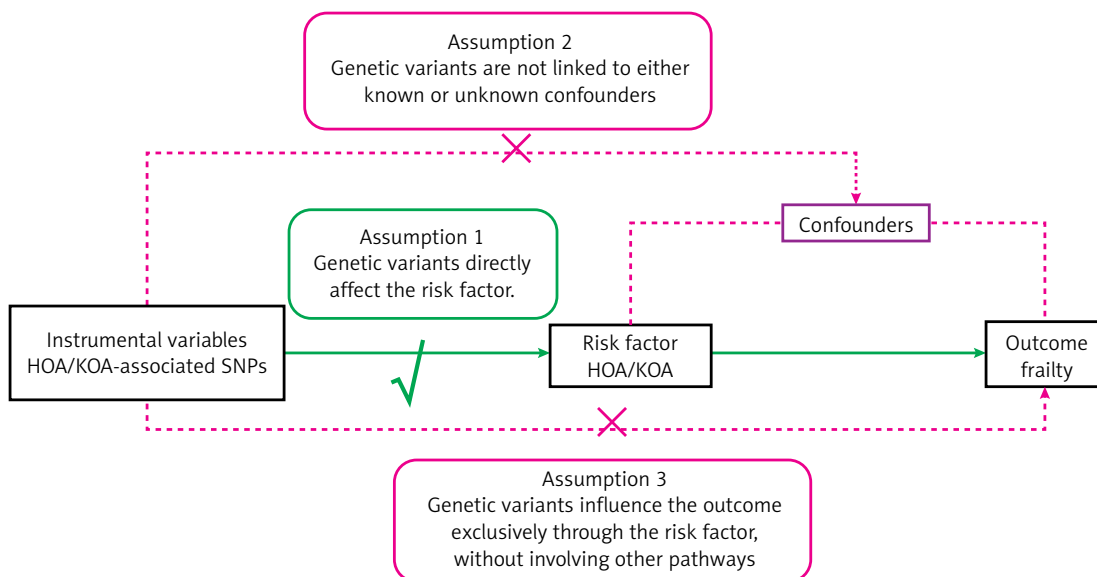 Assumption 2
Genetic variants are not linked to either
known or unknown confounders
Confounders
Assumption 1
Genetic variants directly
affect the risk factor.
Instrumental variables
HOA/KOA-associated SNPs
Risk factor
HOA/KOA
Outcome
frailty
Assumption 3
Genetic variants influence the outcome
exclusively through the risk factor,
without involving other pathways